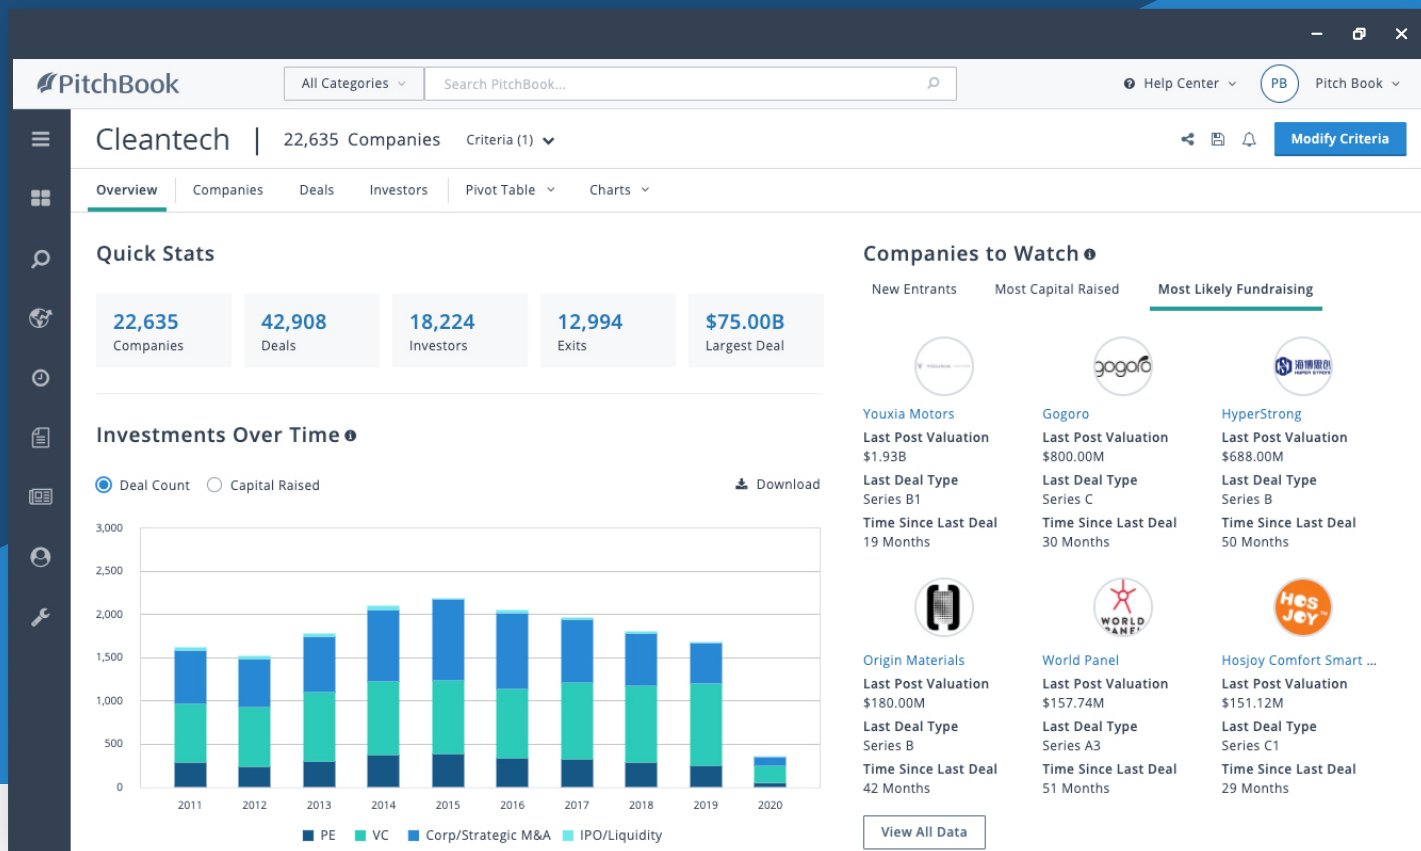 PitchBook
All Categories
Search PitchBook...
Help Center
PB
Pitch Book
Cleantech | 22,635 Companies Criteria (1)
Modify Criteria
Overview Companies Deals Investors Pivot Table Charts
Quick Stats
22,635
Companies
42,908
Deals
18,224
Investors
12,994
Exits
$75.00B
Largest Deal
Investments Over Time
Deal Count Capital Raised
Download
3,000
2,500
2,000
1,500
1,000
500
0
2011 2012 2013 2014 2015 2016 2017 2018 2019 2020
PE VC Corp/Strategic M&A IPO/Liquidity
Companies to Watch
New Entrants Most Capital Raised Most Likely Fundraising
Youxia Motors
Last Post Valuation
$1.93B
Last Deal Type
Series B1
Time Since Last Deal
19 Months
gogoro
Gogoro
Last Post Valuation
$800.00M
Last Deal Type
Series C
Time Since Last Deal
30 Months
海博思创
HYPER STRONG
HyperStrong
Last Post Valuation
$688.00M
Last Deal Type
Series B
Time Since Last Deal
50 Months
Origin Materials
Last Post Valuation
$180.00M
Last Deal Type
Series B
Time Since Last Deal
42 Months
WORLD
PANEL
World Panel
Last Post Valuation
$157.74M
Last Deal Type
Series A3
Time Since Last Deal
51 Months
HOS
JOY™
Hosjoy Comfort Smart ...
Last Post Valuation
$151.12M
Last Deal Type
Series C1
Time Since Last Deal
29 Months
View All Data